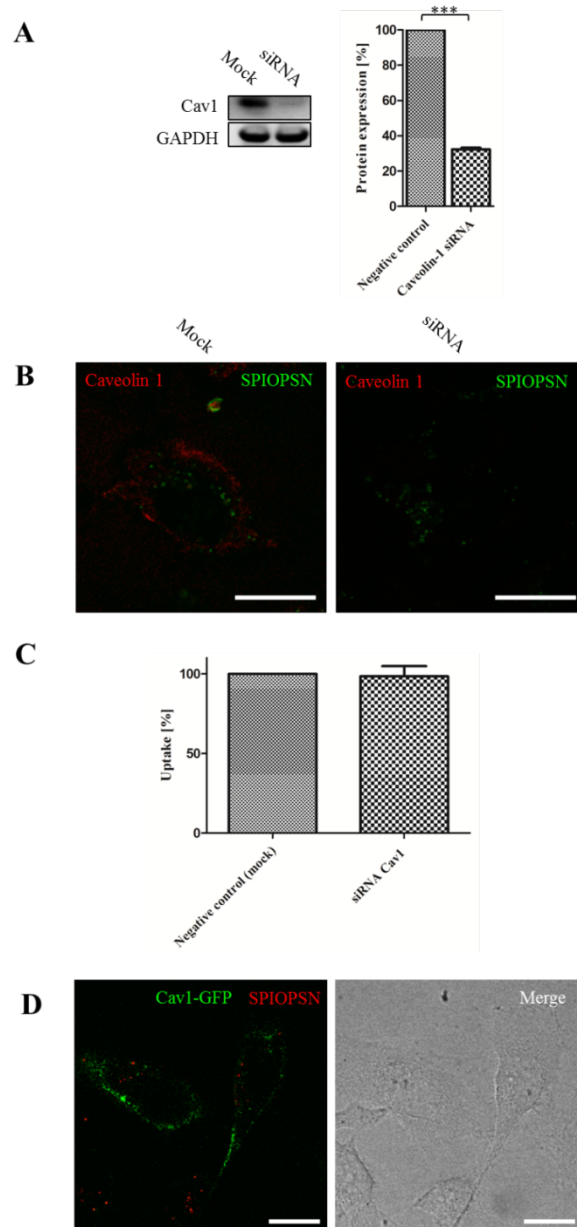 A
Mock
siRNA
Cav1
GAPDH
***
Protein expression [%]
100
80
60
40
20
0
Negative control
Caveolin-1 siRNA
Mock
siRNA
B
Caveolin 1
SPIOPSN
Caveolin 1
SPIOPSN
C
Uptake [%]
100
50
0
Negative control (mock)
siRNA Cav1
D
Cav1-GFP
SPIOPSN
Merge